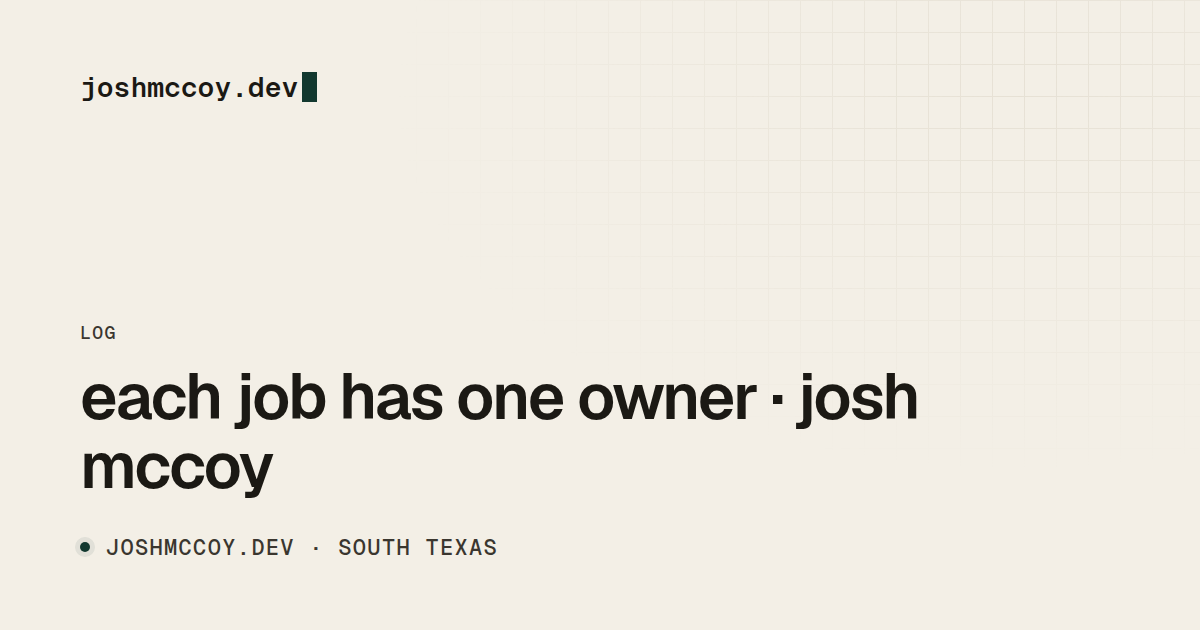 joshmccoy.dev
LOG
each job has one owner · josh
mccoy
JOSHMCCOY.DEV · SOUTH TEXAS